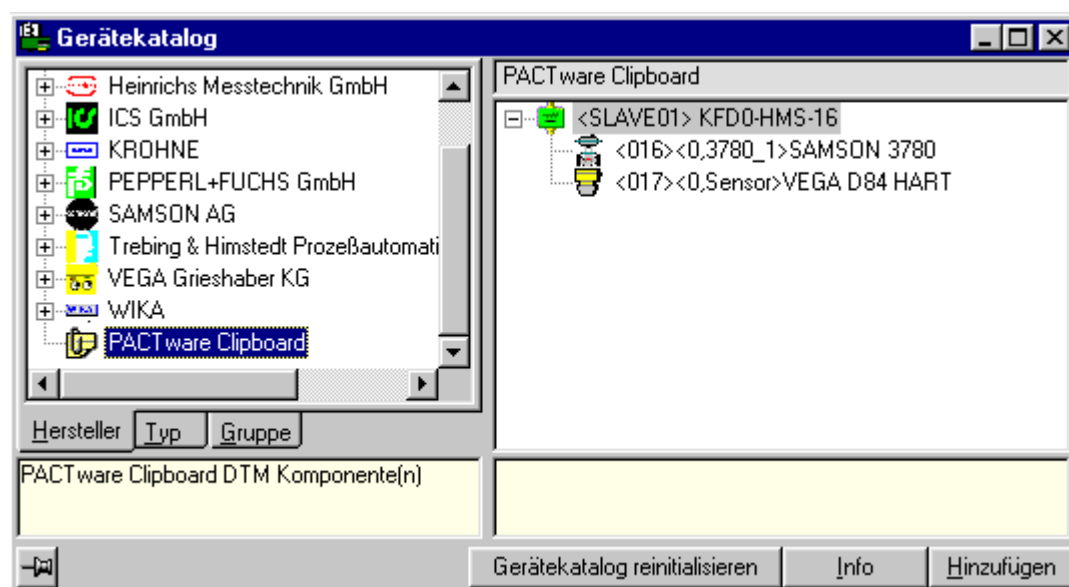 Gerätekatalog
Heinrichs Messtechnik GmbH
ICS GmbH
KROHNE
PEPPERL+FUCHS GmbH
SAMSON AG
Trebing & Himstedt Prozeßautomati
VEGA Grieshaber KG
WIKA
PACTware Clipboard
Hersteller Typ Gruppe
PACTware Clipboard DTM Komponente(n)
PACTware Clipboard
<SLAVE01> KFD0-HMS-16
<016><0,3780_1>SAMSON 3780
<017><0,Sensor>VEGA D84 HART
Gerätekatalog reinitialisieren Info Hinzufügen